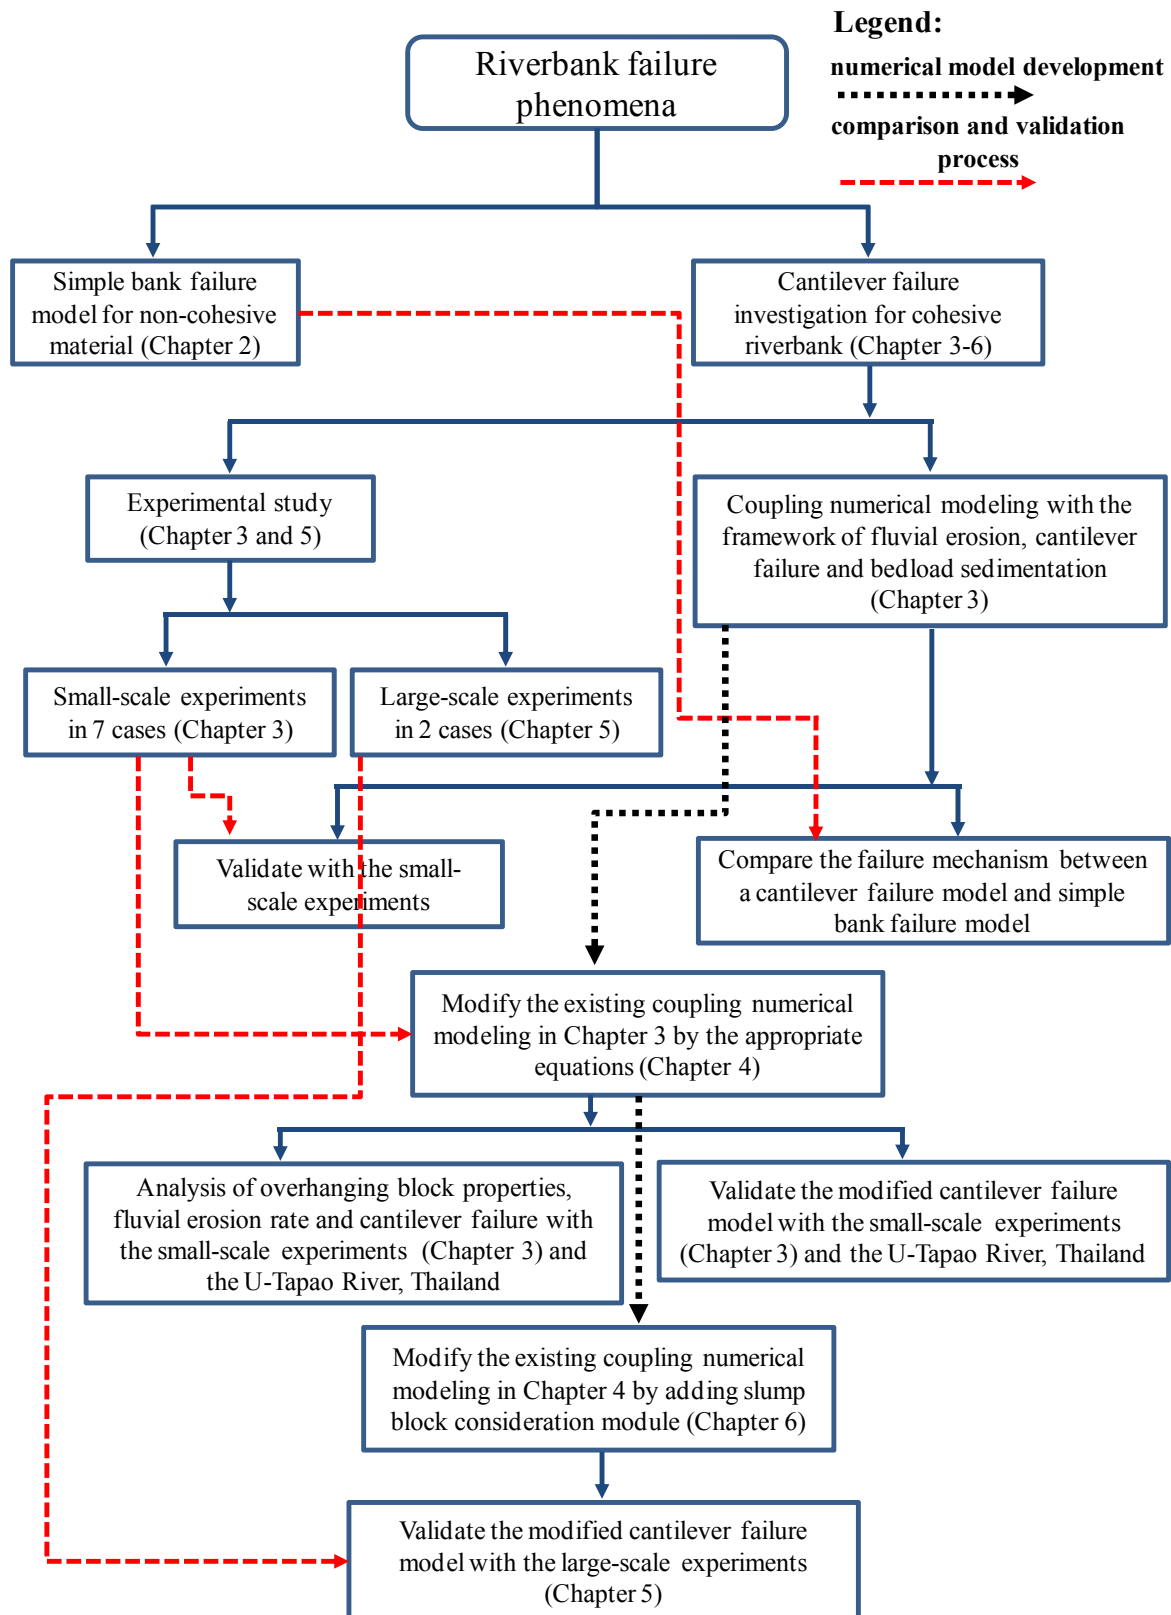 Legend:
numerical model development
comparison and validation
process
Riverbank failure
phenomena
Simple bank failure
model for non-cohesive
material (Chapter 2)
Cantilever failure
investigation for cohesive
riverbank (Chapter 3-6)
Experimental study
(Chapter 3 and 5)
Coupling numerical modeling with the
framework of fluvial erosion, cantilever
failure and bedload sedimentation
(Chapter 3)
Small-scale experiments
in 7 cases (Chapter 3)
Large-scale experiments
in 2 cases (Chapter 5)
Validate with the small-
scale experiments
Compare the failure mechanism between
a cantilever failure model and simple
bank failure model
Modify the existing coupling numerical
modeling in Chapter 3 by the appropriate
equations (Chapter 4)
Analysis of overhanging block properties,
fluvial erosion rate and cantilever failure with
the small-scale experiments (Chapter 3) and
the U-Tapao River, Thailand
Validate the modified cantilever failure
model with the small-scale experiments
(Chapter 3) and the U-Tapao River, Thailand
Modify the existing coupling numerical
modeling in Chapter 4 by adding slump
block consideration module (Chapter 6)
Validate the modified cantilever failure
model with the large-scale experiments
(Chapter 5)